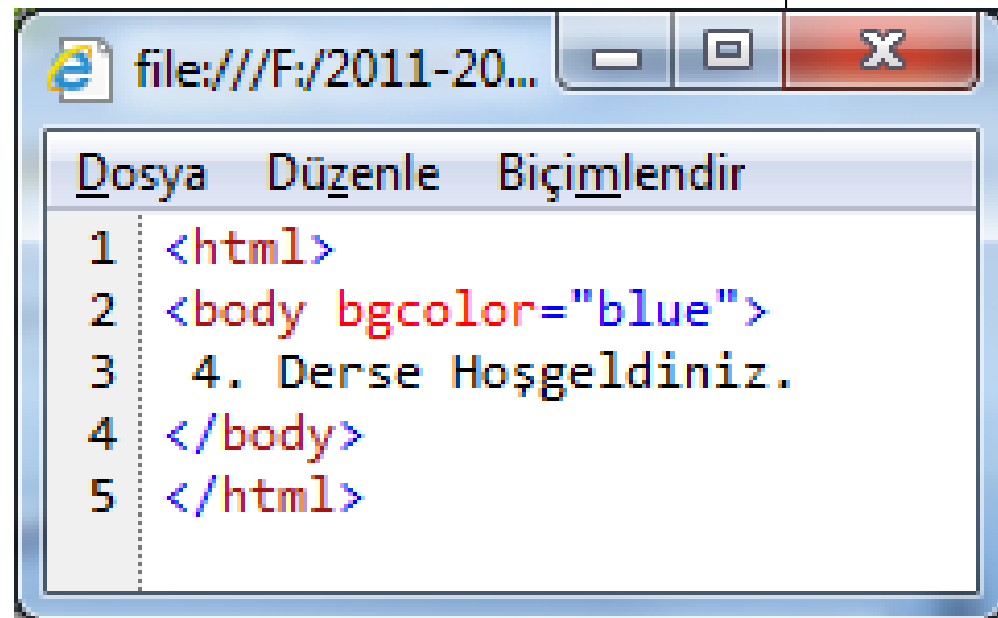 file:///F:/2011-20...
Dosya Düzenle Biçimlendir
1 <html>
2 <body bgcolor="blue">
3 4. Derse Hoşgeldiniz.
4 </body>
5 </html>